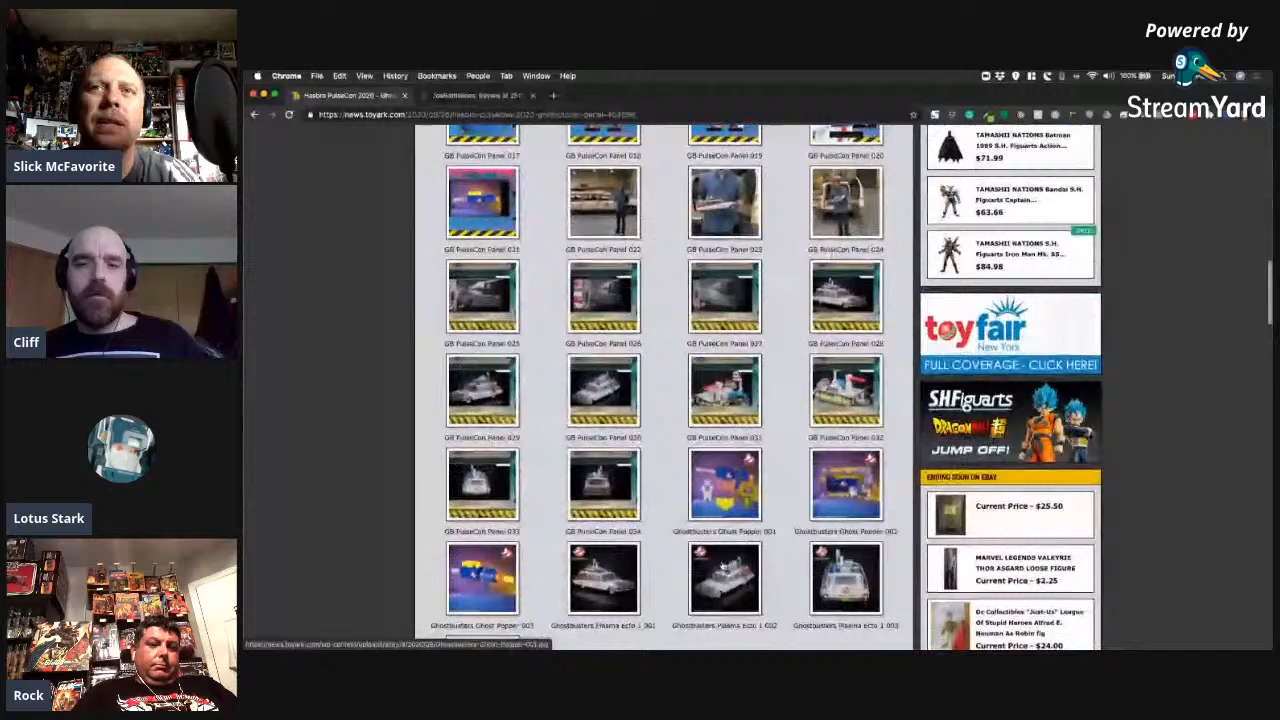 Powered by
StreamYard
Slick McFavorite
Cliff
Lotus Stark
Rock
Chrome File Edit View History Bookmarks People Tab Window Help
100%
Hasbro PulseCon 2020 - Gho
GB PulseCon Panel 017
GB PulseCon Panel 018
GB PulseCon Panel 019
GB PulseCon Panel 020
GB PulseCon Panel 021
GB PulseCon Panel 022
GB PulseCon Panel 023
GB PulseCon Panel 024
GB PulseCon Panel 025
GB PulseCon Panel 026
GB PulseCon Panel 027
GB PulseCon Panel 028
GB PulseCon Panel 029
GB PulseCon Panel 030
GB PulseCon Panel 031
GB PulseCon Panel 032
GB PulseCon Panel 033
GB PulseCon Panel 034
Ghostbusters Ghost Popper 001
Ghostbusters Ghost Popper 002
Ghostbusters Ghost Popper 003
Ghostbusters Plasma Ecto 1 001
Ghostbusters Plasma Ecto 1 002
Ghostbusters Plasma Ecto 1 003
TAMASHII NATIONS Batman
1989 S.H. Figuarts Action...
$71.99
TAMASHII NATIONS Bandai S.H.
Figuarts Captain...
$63.66
TAMASHII NATIONS S.H.
Figuarts Iron Man Mk. 85...
$84.98
toyfair
New York
FULL COVERAGE - CLICK HERE!
SHFiguarts
DRAGONBALL
JUMP OFF!
ENDING SOON ON EBAY
Current Price - $25.50
MARVEL LEGENDS VALKYRIE
THOR ASGARD LOOSE FIGURE
Current Price - $2.25
Dc Collectibles "Just-Us" League
Of Stupid Heroes Alfred E.
Neuman As Robin fig
Current Price - $24.00